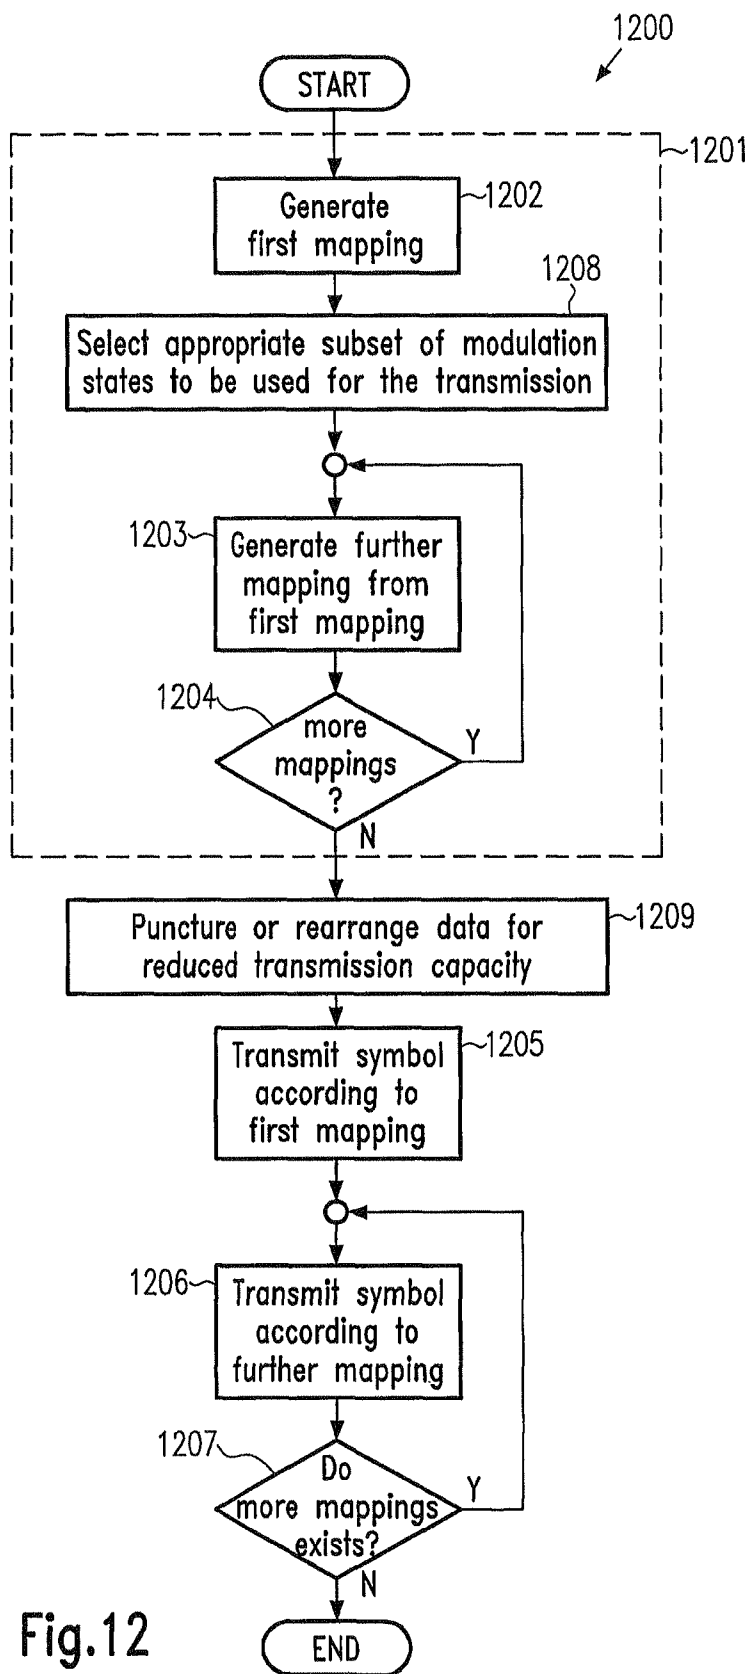 1200
START
1201
Generate
first mapping
1202
1208
Select appropriate subset of modulation
states to be used for the transmission
1203
Generate further
mapping from
first mapping
1204
more
mappings
?
Y
N
Puncture or rearrange data for
reduced transmission capacity
1209
Transmit symbol
according to
first mapping
1205
1206
Transmit symbol
according to
further mapping
1207
Do
more mappings
exists?
Y
N
END
Fig.12